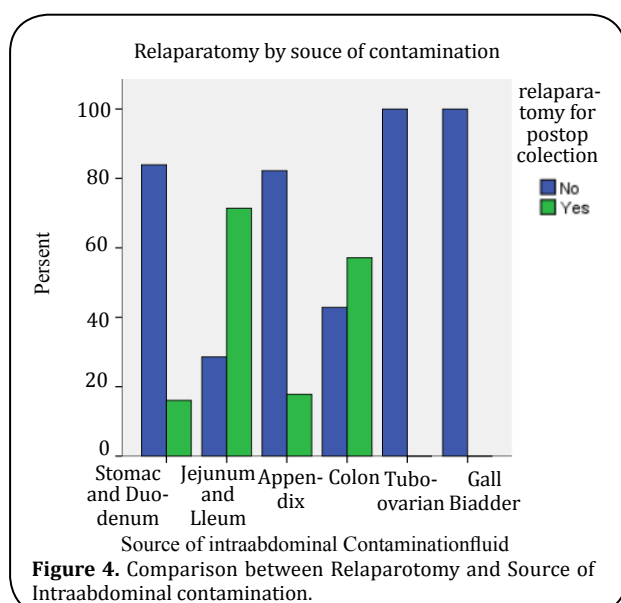 Relaparatomy by souce of contamination
relapara-
tomy for
postop
colection
No
Yes
Persent
100
80
60
40
20
0
Stomac
and Duo-
denum
Jejunum
and
Lleum
Appen-
dix
Colon
Tubo-
ovarian
Gall
Biadder
Source of intraabdominal Contaminationfluid
Figure 4. Comparison between Relaparotomy and Source of
Intraabdominal contamination.